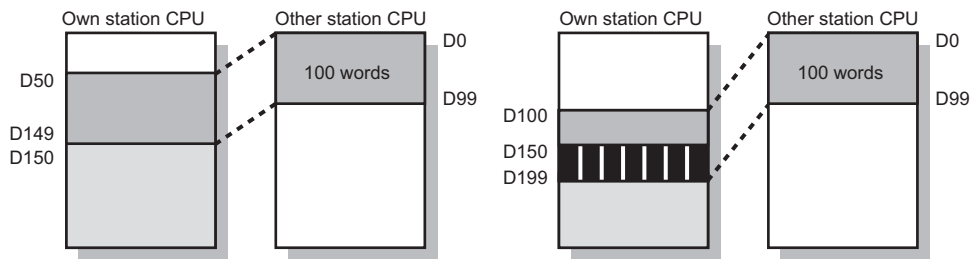 Own station CPU
Other station CPU
D0
D50
100 words
D99
D149
D150
Own station CPU
Other station CPU
D0
100 words
D99
D100
D150
D199